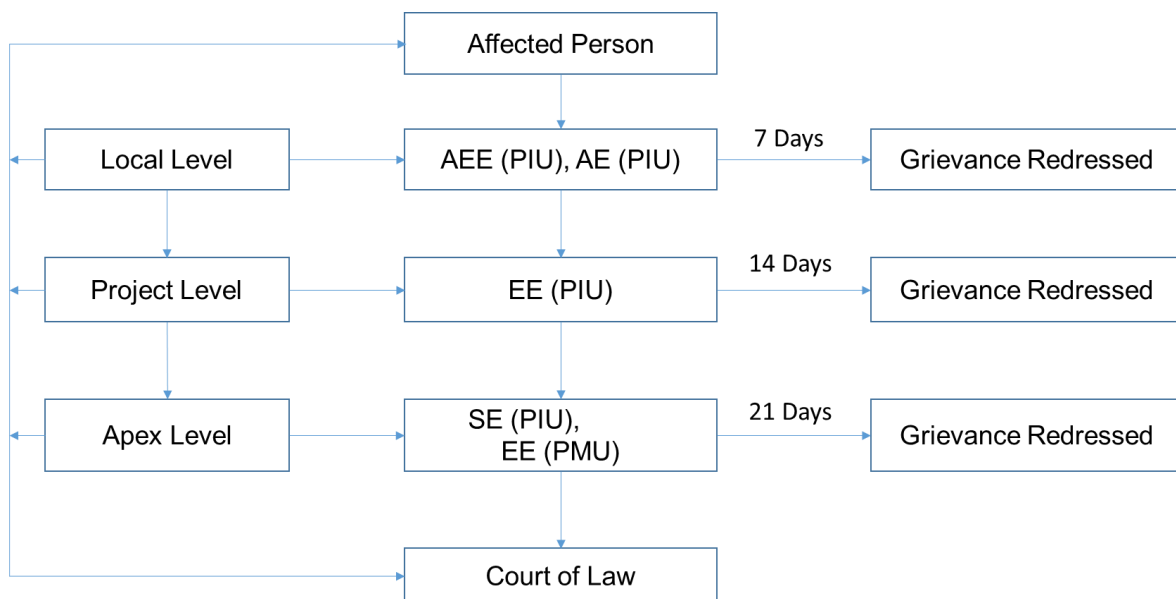 Affected Person
7 Days
Local Level
AEE (PIU), AE (PIU)
Grievance Redressed
14 Days
Project Level
EE (PIU)
Grievance Redressed
21 Days
Apex Level
SE (PIU),
EE (PMU)
Grievance Redressed
Court of Law